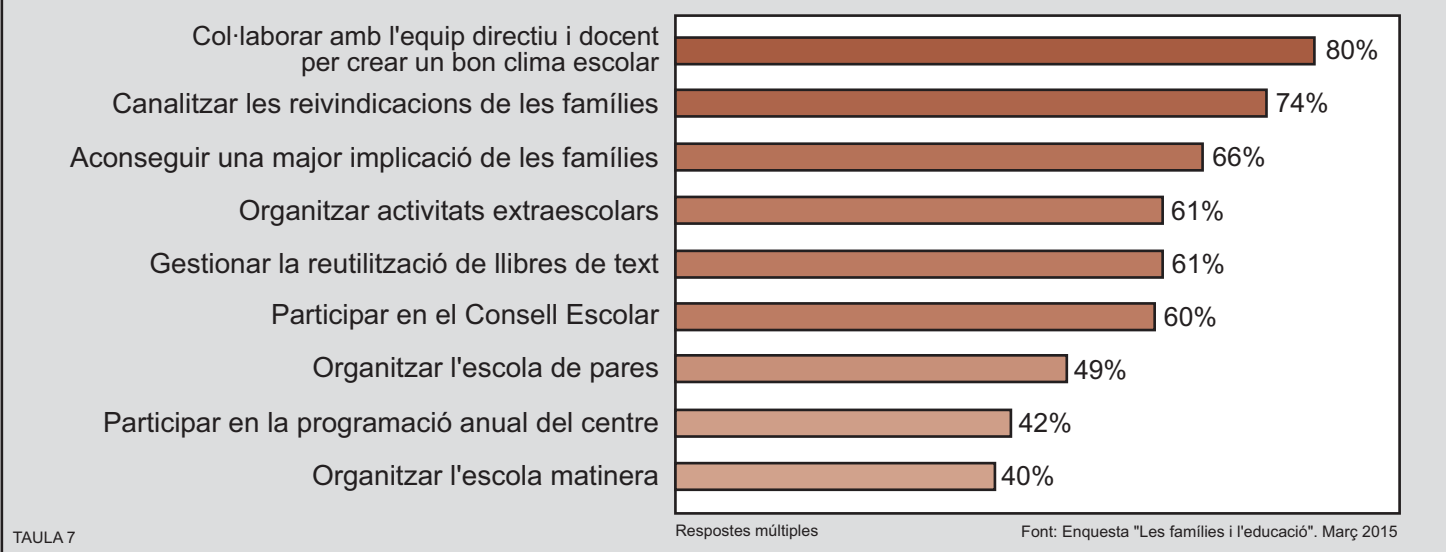 Col·laborar amb l'equip directiu i docent
per crear un bon clima escolar
80%
Canalitzar les reivindicacions de les famílies
74%
Aconseguir una major implicació de les famílies
66%
Organitzar activitats extraescolars
61%
Gestionar la reutilització de llibres de text
61%
Participar en el Consell Escolar
60%
Organitzar l'escola de pares
49%
Participar en la programació anual del centre
42%
Organitzar l'escola matinera
40%
TAULA 7
Respostes múltiples
Font: Enquesta "Les famílies i l'educació". Març 2015